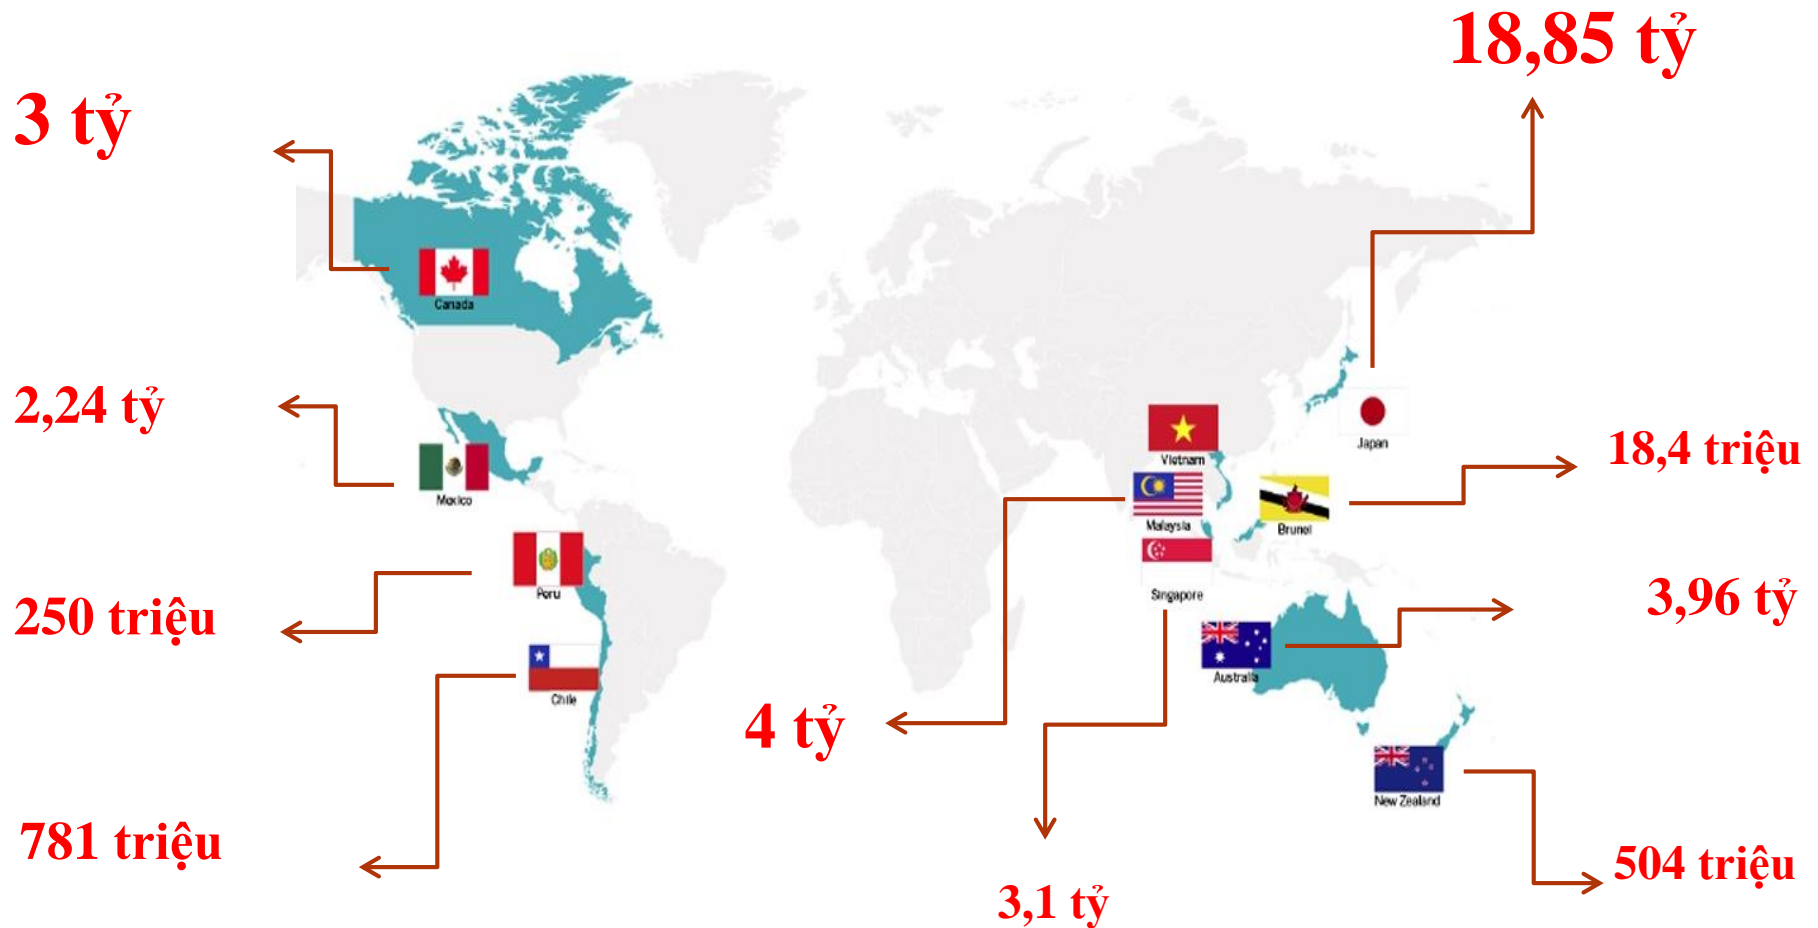 18,85 tỷ
3 tỷ
Canada
2,24 tỷ
Mexico
Japan
18,4 triệu
Vietnam
Malaysia
Brunei
Singapore
250 triệu
Peru
3,96 tỷ
Australia
Chile
4 tỷ
New Zealand
781 triệu
504 triệu
3,1 tỷ